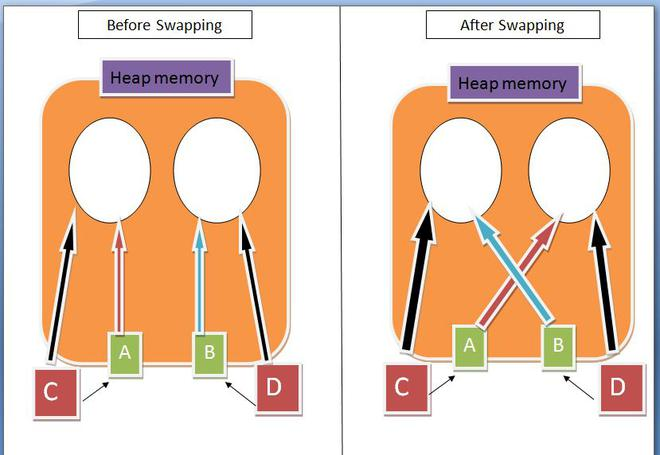 Before Swapping
Heap memory
A
B
C
D
After Swapping
Heap memory
A
B
C
D